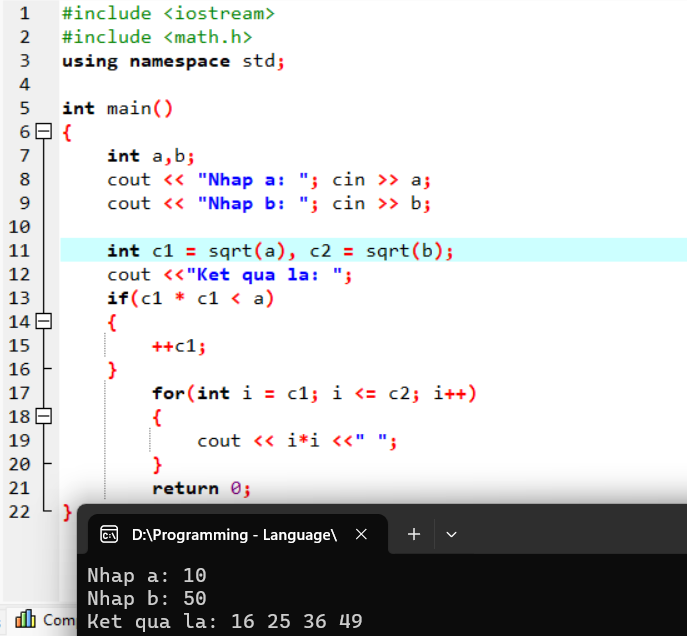 1 #include <iostream>
2 #include <math.h>
3 using namespace std;
4
5 int main()
6 {
7 int a,b;
8 cout << "Nhap a: "; cin >> a;
9 cout << "Nhap b: "; cin >> b;
10
11 int c1 = sqrt(a), c2 = sqrt(b);
12 cout <<"Ket qua la: ";
13 if(c1 * c1 < a)
14 {
15 ++c1;
16 }
17 for(int i = c1; i <= c2; i++)
18 {
19 cout << i*i <<" ";
20 }
21 return 0;
22 }
D:\Programming - Language\
Nhap a: 10
Nhap b: 50
Com
Ket qua la: 16 25 36 49